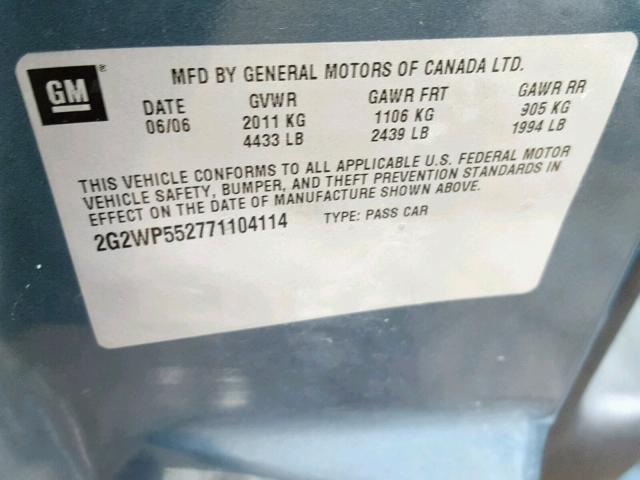 GM®
MFD BY GENERAL MOTORS OF CANADA LTD.
DATE GVWR GAWR FRT GAWR RR
06/06 2011 KG 1106 KG 905 KG
4433 LB 2439 LB 1994 LB
THIS VEHICLE CONFORMS TO ALL APPLICABLE U.S. FEDERAL MOTOR
VEHICLE SAFETY, BUMPER, AND THEFT PREVENTION STANDARDS IN
EFFECT ON THE DATE OF MANUFACTURE SHOWN ABOVE.
2G2WP552771104114 TYPE: PASS CAR